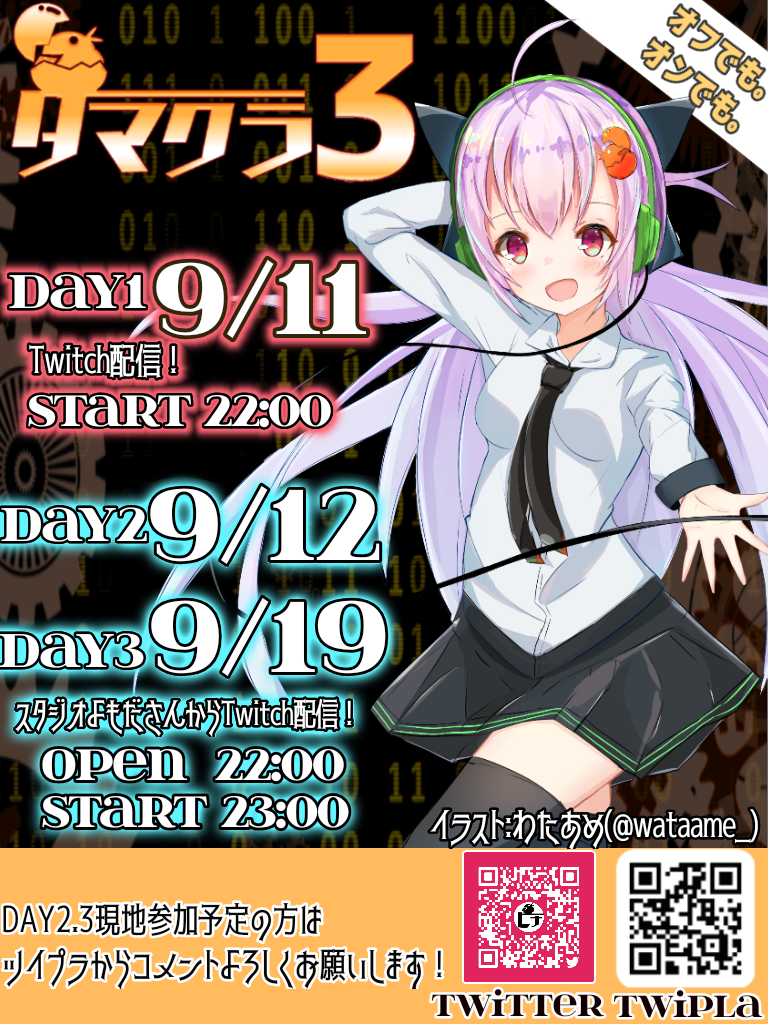 タマクラ3
オフでも。
オンでも。
DAY1 9/11
Twitch配信！
START 22:00
DAY2 9/12
DAY3 9/19
スタジオよもださんからTwitch配信！
OPEN 22:00
START 23:00
イラスト:わたあめ(@wataame_)
DAY2.3現地参加予定の方は
ツイプラからコメントよろしくお願いします！
TWITTER TWIPLA